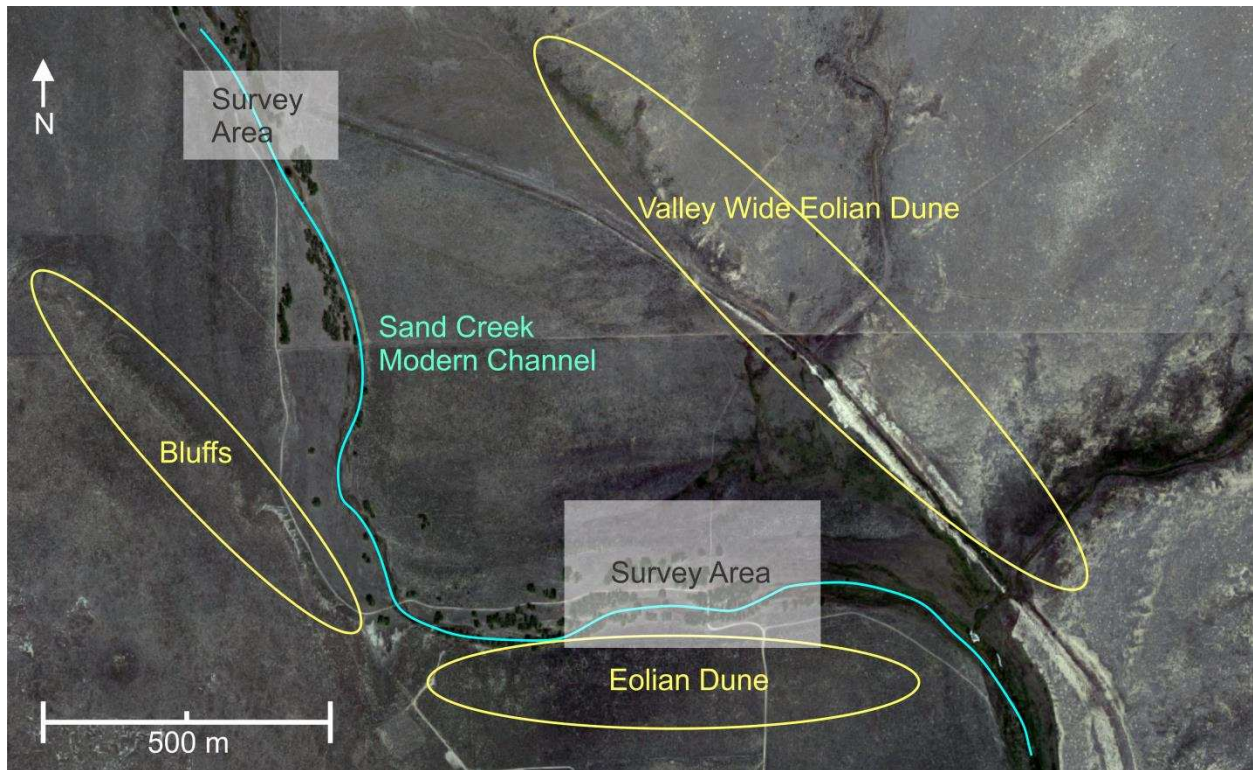 Survey
Area
N
Valley Wide Eolian Dune
Sand Creek
Modern Channel
Bluffs
Survey Area
Eolian Dune
500 m